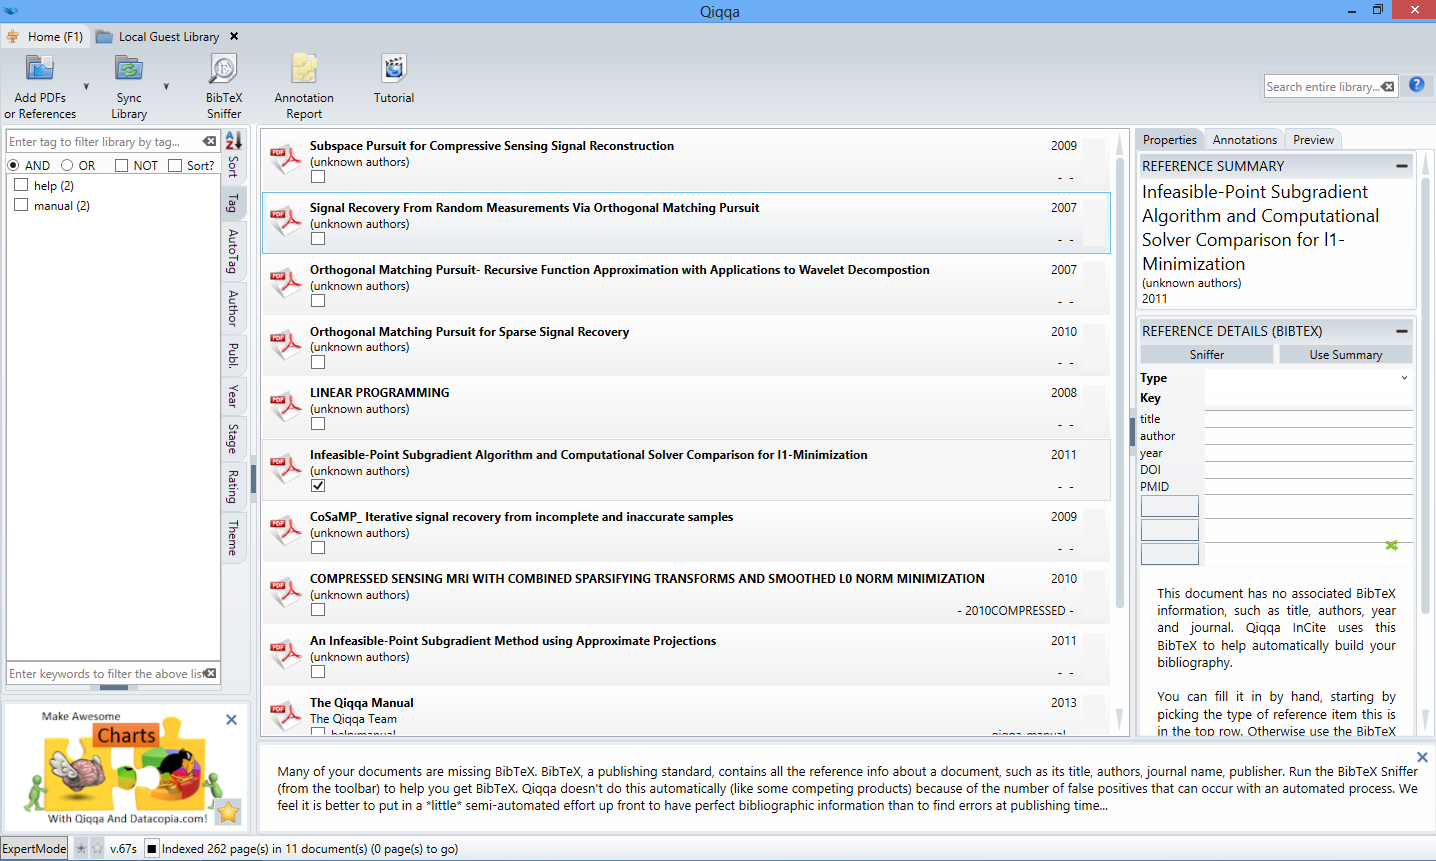 Qiqqa
Home (F1)
Local Guest Library
Add PDFs
or References
Sync
Library
BibTeX
Sniffer
Annotation
Report
Tutorial
Search entire library...
Enter tag to filter library by tag...
AND OR NOT Sort?
help (2)
manual (2)
Enter keywords to filter the above list
Sort
Tag
AutoTag
Author
Publ.
Year
Stage
Rating
Theme
Subspace Pursuit for Compressive Sensing Signal Reconstruction 2009
(unknown authors)
- -
Signal Recovery From Random Measurements Via Orthogonal Matching Pursuit 2007
(unknown authors)
- -
Orthogonal Matching Pursuit- Recursive Function Approximation with Applications to Wavelet Decompostion 2007
(unknown authors)
- -
Orthogonal Matching Pursuit for Sparse Signal Recovery 2010
(unknown authors)
- -
LINEAR PROGRAMMING 2008
(unknown authors)
- -
Infeasible-Point Subgradient Algorithm and Computational Solver Comparison for l1-Minimization 2011
(unknown authors)
- -
CoSaMP_ Iterative signal recovery from incomplete and inaccurate samples 2009
(unknown authors)
- -
COMPRESSED SENSING MRI WITH COMBINED SPARSIFYING TRANSFORMS AND SMOOTHED L0 NORM MINIMIZATION 2010
(unknown authors)
- 2010COMPRESSED -
An Infeasible-Point Subgradient Method using Approximate Projections 2011
(unknown authors)
- -
The Qiqqa Manual 2013
The Qiqqa Team
Properties Annotations Preview
REFERENCE SUMMARY
Infeasible-Point Subgradient
Algorithm and Computational
Solver Comparison for l1-
Minimization
(unknown authors)
2011
REFERENCE DETAILS (BIBTEX)
Sniffer Use Summary
Type
Key
title
author
year
DOI
PMID
This document has no associated BibTeX
information, such as title, authors, year
and journal. Qiqqa InCite uses this
BibTeX to help automatically build your
bibliography.
You can fill it in by hand, starting by
picking the type of reference item this is
in the top row. Otherwise use the BibTeX
Make Awesome
Charts
With Qiqqa And Datacopia.com!
Many of your documents are missing BibTeX. BibTeX, a publishing standard, contains all the reference info about a document, such as its title, authors, journal name, publisher. Run the BibTeX Sniffer
(from the toolbar) to help you get BibTeX. Qiqqa doesn't do this automatically (like some competing products) because of the number of false positives that can occur with an automated process. We
feel it is better to put in a *little* semi-automated effort up front to have perfect bibliographic information than to find errors at publishing time...
ExpertMode v.67s Indexed 262 page(s) in 11 document(s) (0 page(s) to go)